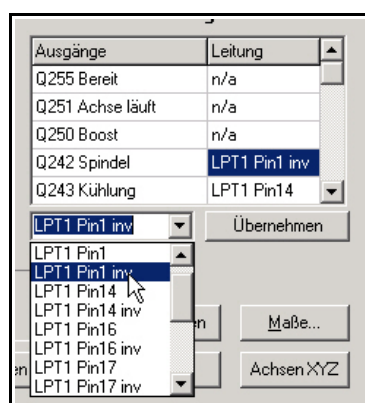 Ausgänge Leitung
Q255 Bereit n/a
Q251 Achse läuft n/a
Q250 Boost n/a
Q242 Spindel LPT1 Pin1 inv
Q243 Kühlung LPT1 Pin14
LPT1 Pin1 inv Übernehmen
LPT1 Pin1
LPT1 Pin1 inv
LPT1 Pin14
LPT1 Pin14 inv
LPT1 Pin16
LPT1 Pin16 inv
LPT1 Pin17
LPT1 Pin17 inv
Maße...
Achsen XYZ